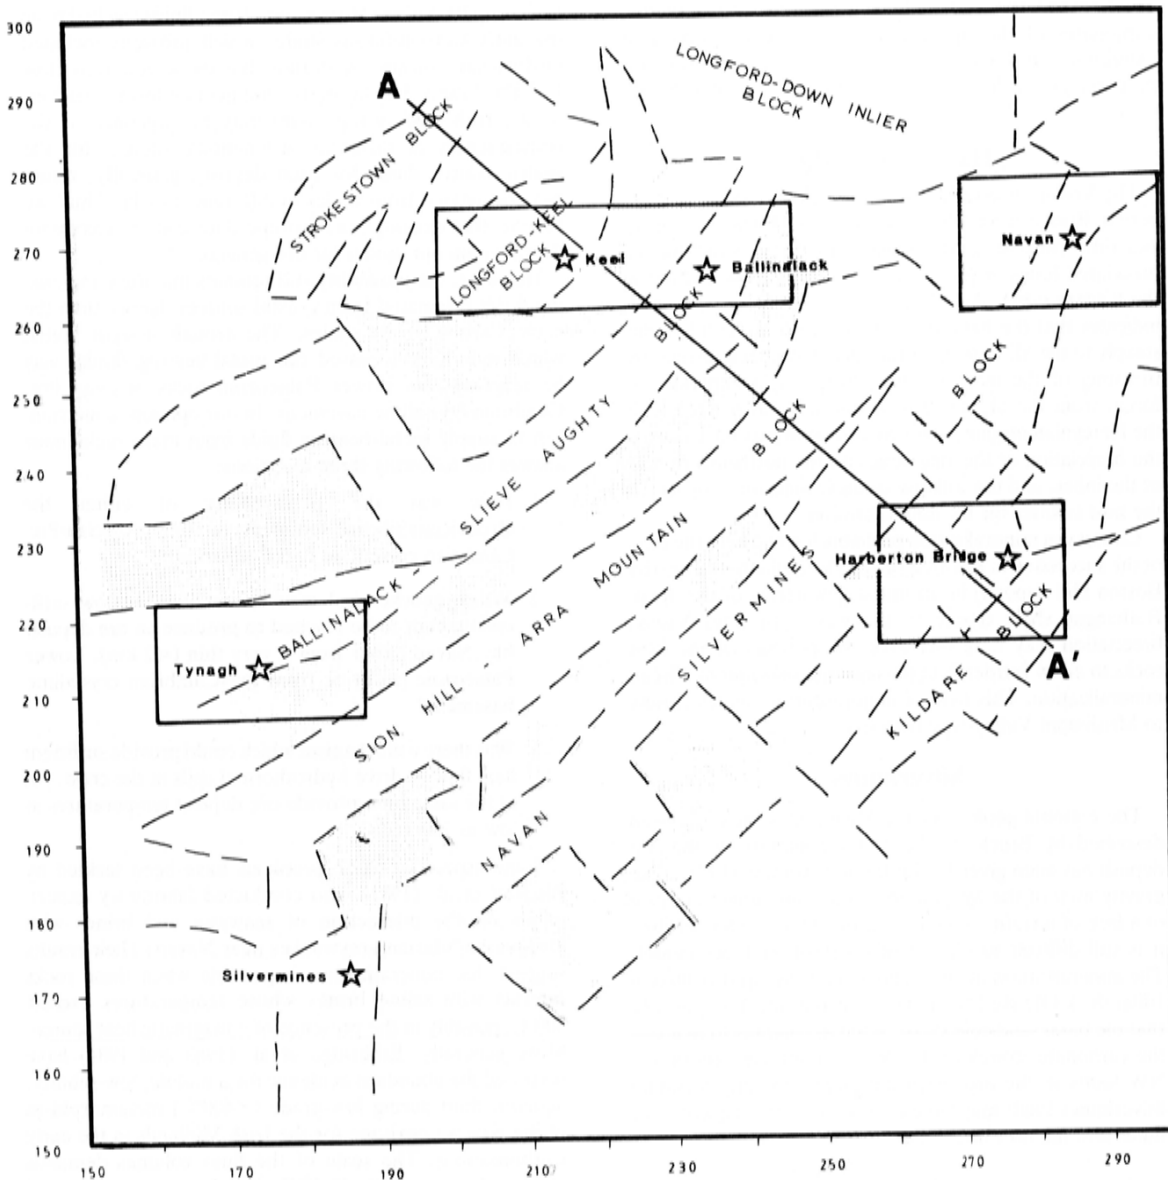 300
290
280
270
260
250
240
230
220
210
200
190
180
170
160
150
150
170
190
210
230
250
270
290
A
A'
LONGFORD-DOWN INLIER
BLOCK
STROKESTOWN BLOCK
LONGFORD-KEEL
BLOCK
Keel
Ballinalack
Navan
SLIEVE AUGHTY BLOCK
BALLINALACK
Tynagh
SION HILL ARRA MOUNTAIN BLOCK
NAVAN SILVERMINES BLOCK
Harberton Bridge
KILDARE BLOCK
Silvermines